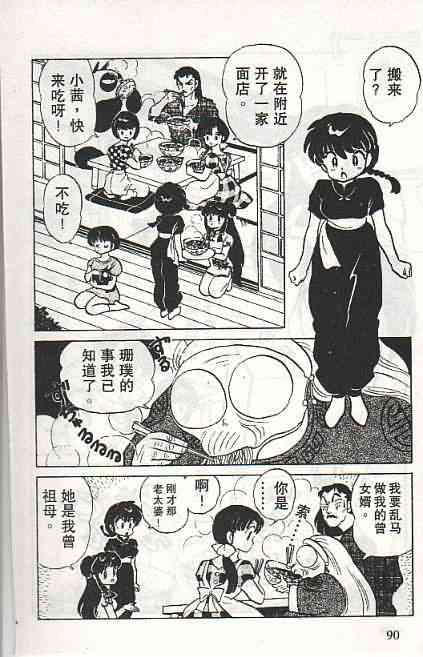 搬来
了？
就在附近
开了一家
面店。
小茜，快
来吃呀！
不吃！
珊璞的
事我已
知道了。
我要乱马
做我的曾
女婿。
你是…
啊！
刚才那
老太婆！
她是我曾
祖母。
90